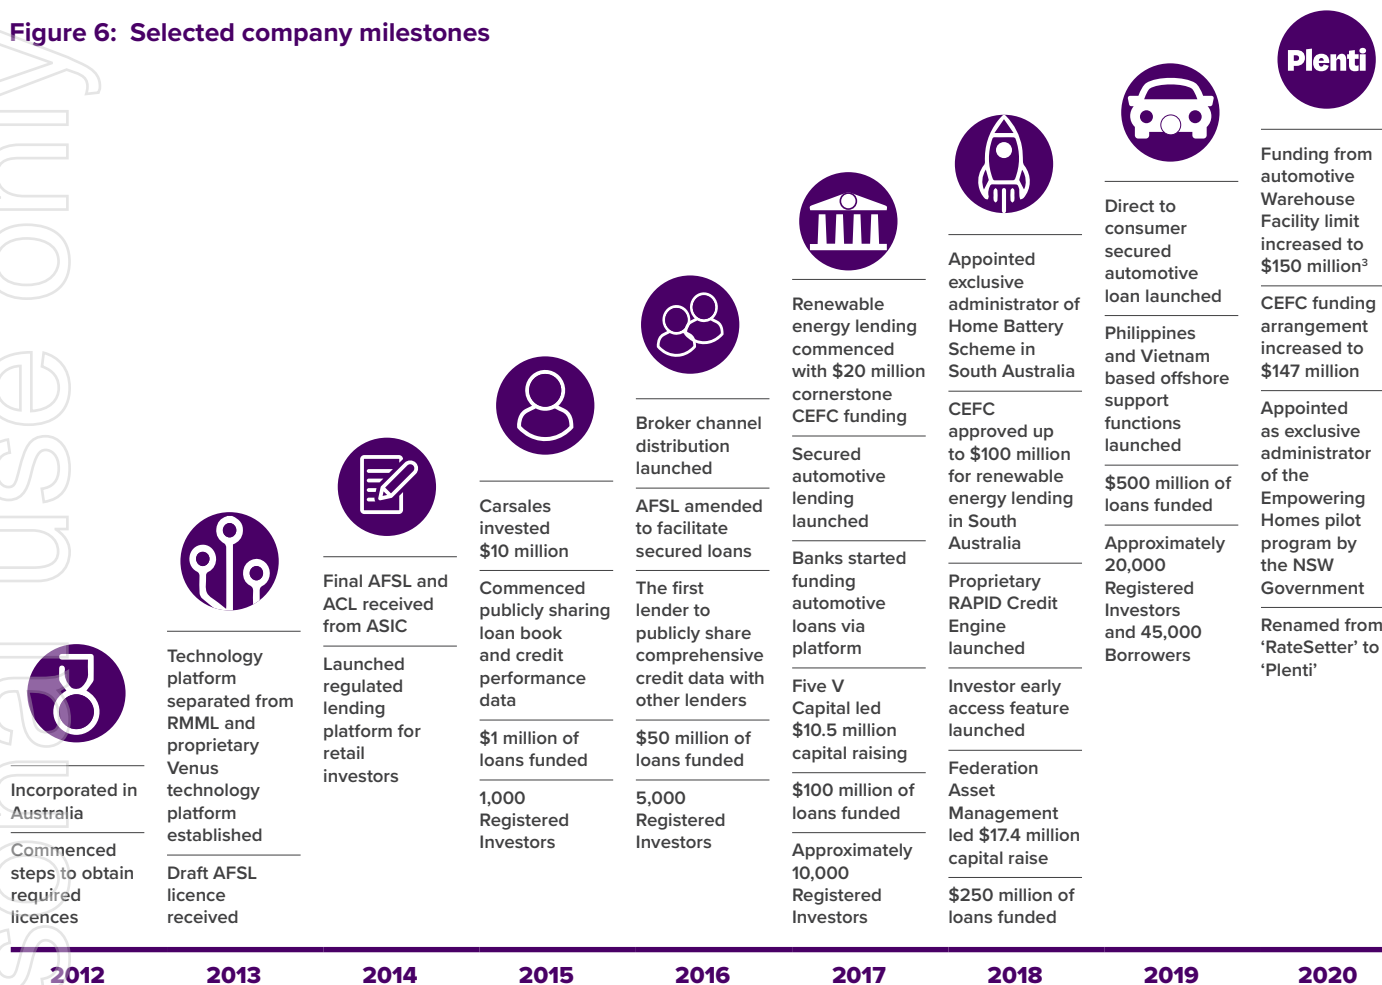 Figure 6: Selected company milestones
sonal use only
Incorporated in
Australia
Commenced
steps to obtain
required
licences
2012
Technology
platform
separated from
RMML and
proprietary
Venus
technology
platform
established
Draft AFSL
licence
received
2013
Final AFSL and
ACL received
from ASIC
Launched
regulated
lending
platform for
retail
investors
2014
Carsales
invested
$10 million
Commenced
publicly sharing
loan book
and credit
performance
data
$1 million of
loans funded
1,000
Registered
Investors
2015
Broker channel
distribution
launched
AFSL amended
to facilitate
secured loans
The first
lender to
publicly share
comprehensive
credit data with
other lenders
$50 million of
loans funded
5,000
Registered
Investors
2016
Renewable
energy lending
commenced
with $20 million
cornerstone
CEFC funding
Secured
automotive
lending
launched
Banks started
funding
automotive
loans via
platform
Five V
Capital led
$10.5 million
capital raising
$100 million of
loans funded
Approximately
10,000
Registered
Investors
2017
Appointed
exclusive
administrator of
Home Battery
Scheme in
South Australia
CEFC
approved up
to $100 million
for renewable
energy lending
in South
Australia
Proprietary
RAPID Credit
Engine
launched
Investor early
access feature
launched
Federation
Asset
Management
led $17.4 million
capital raise
$250 million of
loans funded
2018
Direct to
consumer
secured
automotive
loan launched
Philippines
and Vietnam
based offshore
support
functions
launched
$500 million of
loans funded
Approximately
20,000
Registered
Investors
and 45,000
Borrowers
2019
Plenti
Funding from
automotive
Warehouse
Facility limit
increased to
$150 million³
CEFC funding
arrangement
increased to
$147 million
Appointed
as exclusive
administrator
of the
Empowering
Homes pilot
program by
the NSW
Government
Renamed from
‘RateSetter’ to
‘Plenti’
2020